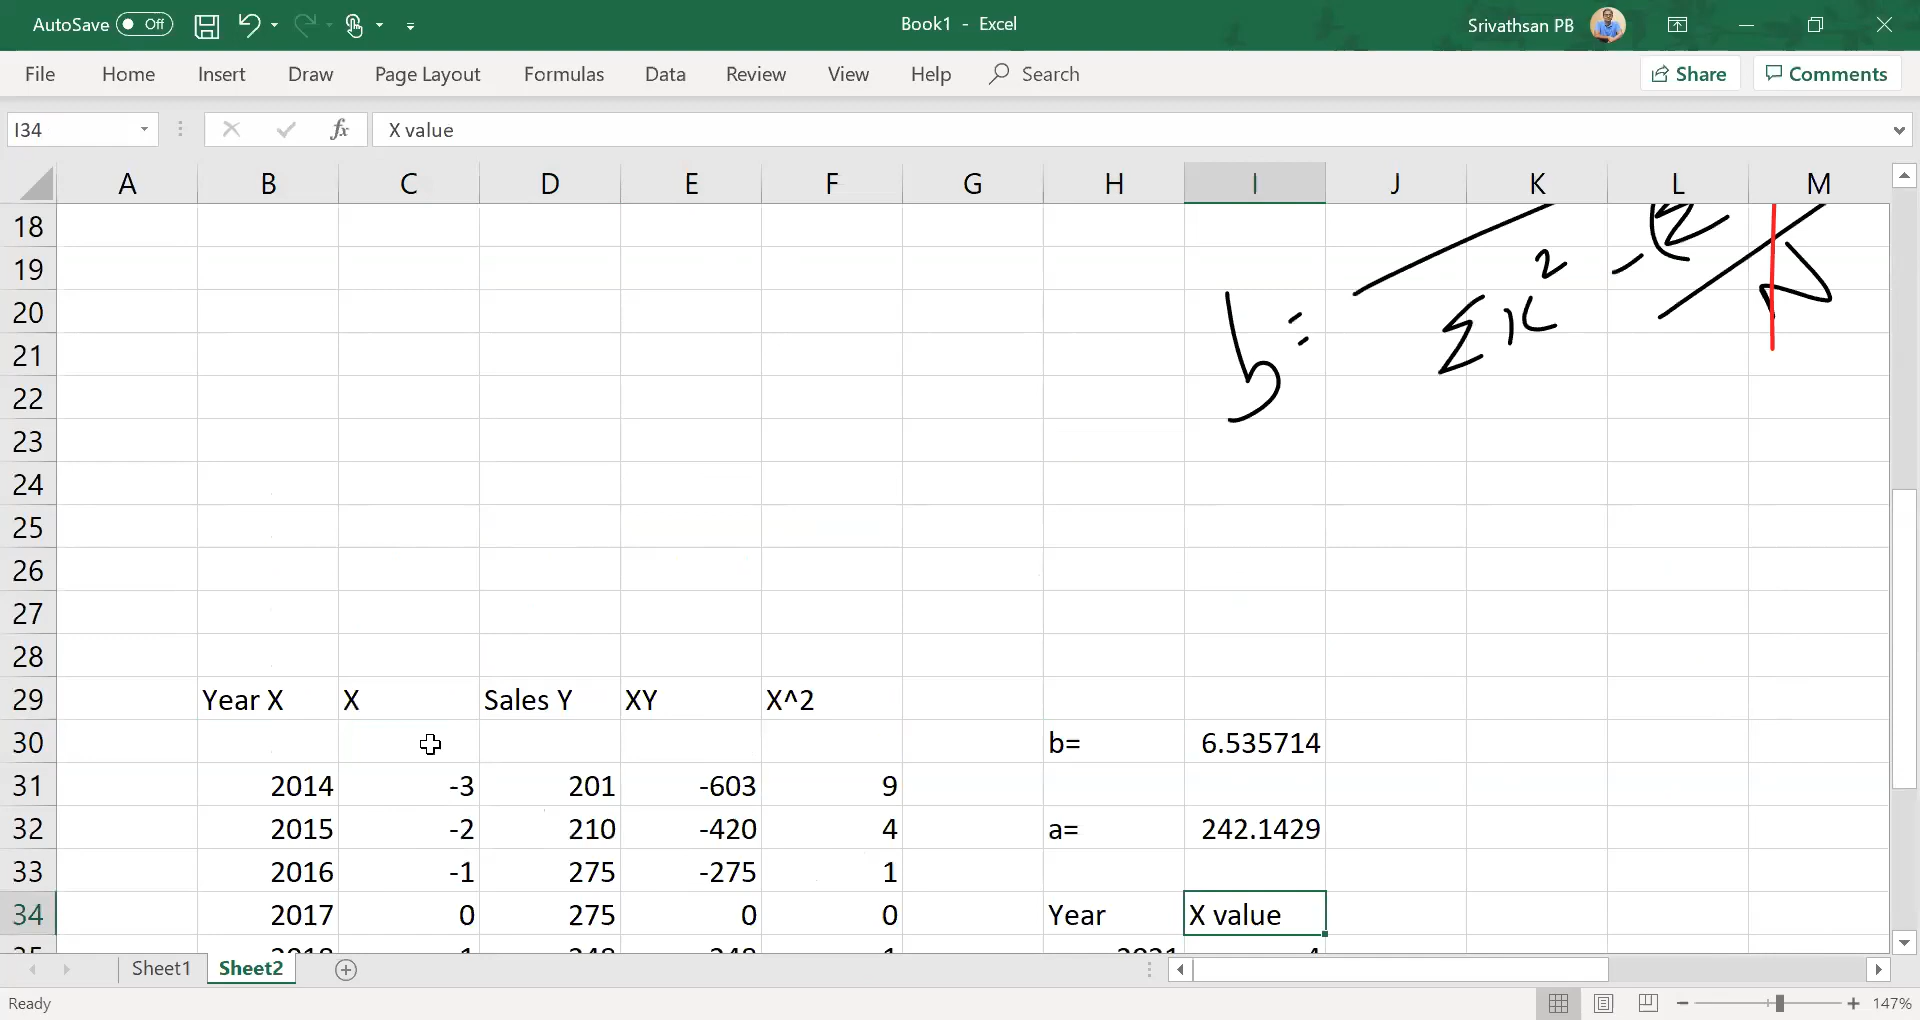 AutoSave Off Book1 - Excel Srivathsan PB
File Home Insert Draw Page Layout Formulas Data Review View Help Search Share Comments
I34 fx X value
A B C D E F G H I J K L M
18
19
20 b= Σx² -
21
22
23
24
25
26
27
28
29 Year X X Sales Y XY X^2
30 b= 6.535714
31 2014 -3 201 -603 9
32 2015 -2 210 -420 4 a= 242.1429
33 2016 -1 275 -275 1
34 2017 0 275 0 0 Year X value
Sheet1 Sheet2
Ready 147%